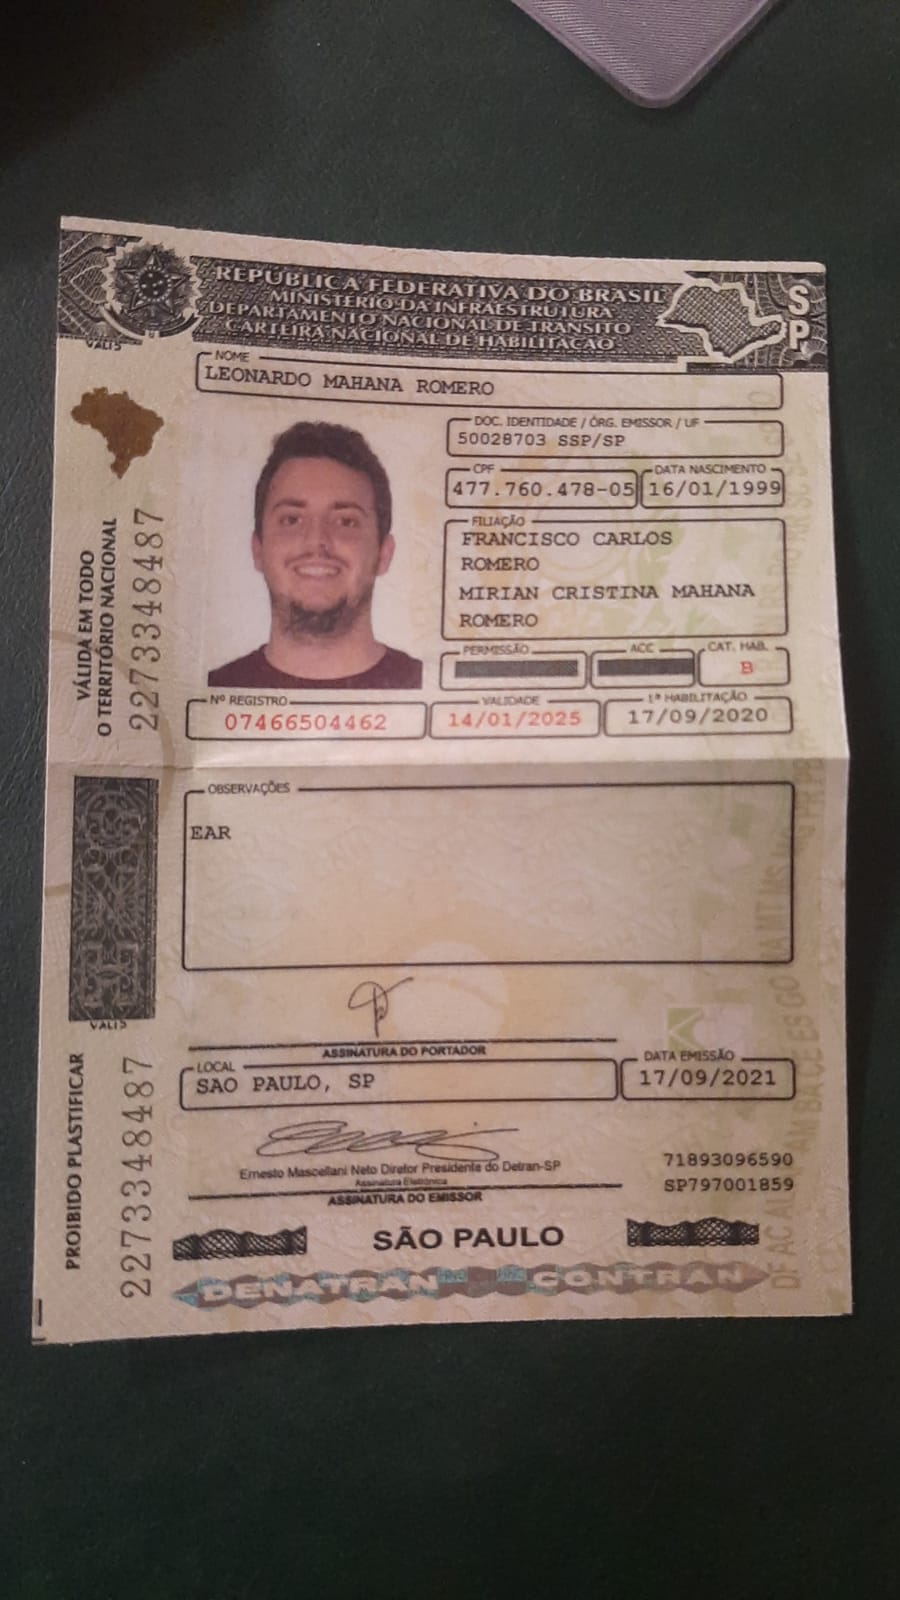 REPÚBLICA FEDERATIVA DO BRASIL
MINISTÉRIO DA INFRAESTRUTURA
DEPARTAMENTO NACIONAL DE TRÂNSITO
CARTEIRA NACIONAL DE HABILITAÇÃO
SP
VALIS
NOME
LEONARDO MAHANA ROMERO
DOC. IDENTIDADE / ÓRG. EMISSOR / UF
50028703 SSP/SP
CPF
477.760.478-05
DATA NASCIMENTO
16/01/1999
FILIAÇÃO
FRANCISCO CARLOS
ROMERO
MIRIAN CRISTINA MAHANA
ROMERO
PERMISSÃO
ACC
CAT. HAB.
B
Nº REGISTRO
07466504462
VALIDADE
14/01/2025
1ª HABILITAÇÃO
17/09/2020
VÁLIDA EM TODO
O TERRITÓRIO NACIONAL
2273348487
OBSERVAÇÕES
EAR
VALIS
ASSINATURA DO PORTADOR
LOCAL
SAO PAULO, SP
DATA EMISSÃO
17/09/2021
Ernesto Mascellani Neto Diretor Presidente do Detran-SP
Assinatura Eletrônica
ASSINATURA DO EMISSOR
71893096590
SP797001859
PROIBIDO PLASTIFICAR
2273348487
SÃO PAULO
DENATRAN CONTRAN